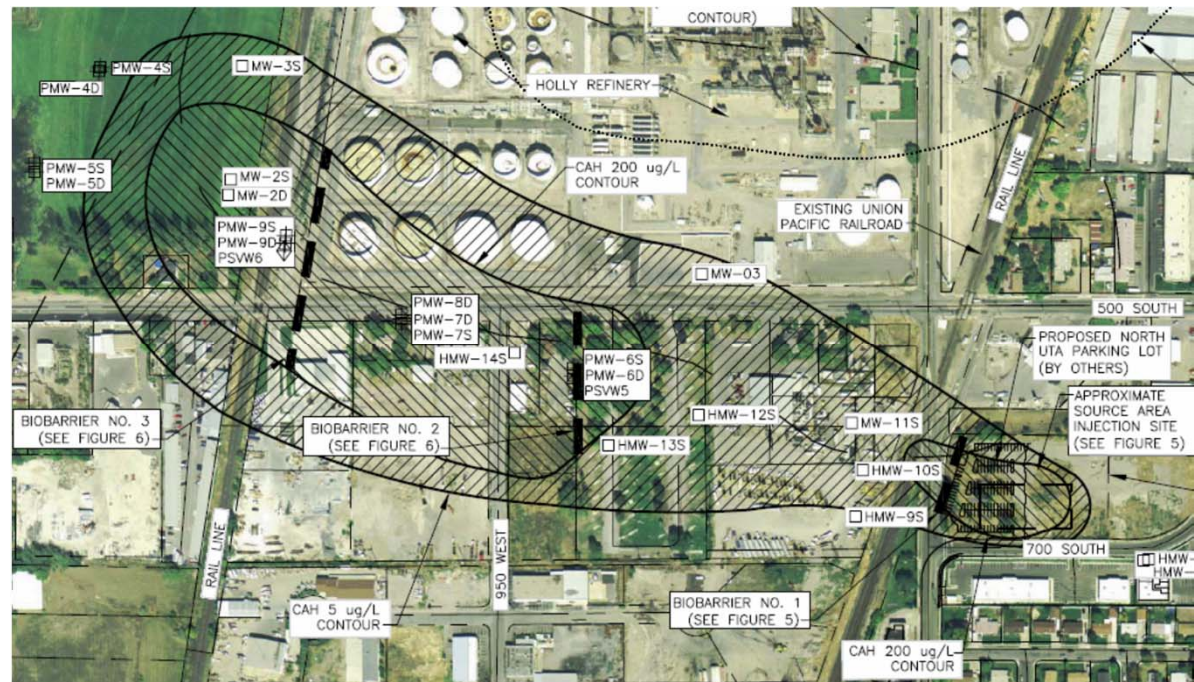 CONTOUR)
PMW-4S
PMW-4D
MW-3S
HOLLY REFINERY
PMW-5S
PMW-5D
MW-2S
MW-2D
CAH 200 ug/L
CONTOUR
RAIL LINE
PMW-9S
PMW-9D
PSVW6
EXISTING UNION
PACIFIC RAILROAD
MW-03
PMW-8D
PMW-7D
PMW-7S
500 SOUTH
HMW-14S
PMW-6S
PMW-6D
PSVW5
PROPOSED NORTH
UTA PARKING LOT
(BY OTHERS)
APPROXIMATE
SOURCE AREA
INJECTION SITE
(SEE FIGURE 5)
BIOBARRIER NO. 3
(SEE FIGURE 6)
BIOBARRIER NO. 2
(SEE FIGURE 6)
HMW-12S
MW-11S
HMW-13S
HMW-10S
HMW-9S
RAIL LINE
950 WEST
700 SOUTH
HMW-
HMW-
CAH 5 ug/L
CONTOUR
BIOBARRIER NO. 1
(SEE FIGURE 5)
CAH 200 ug/L
CONTOUR